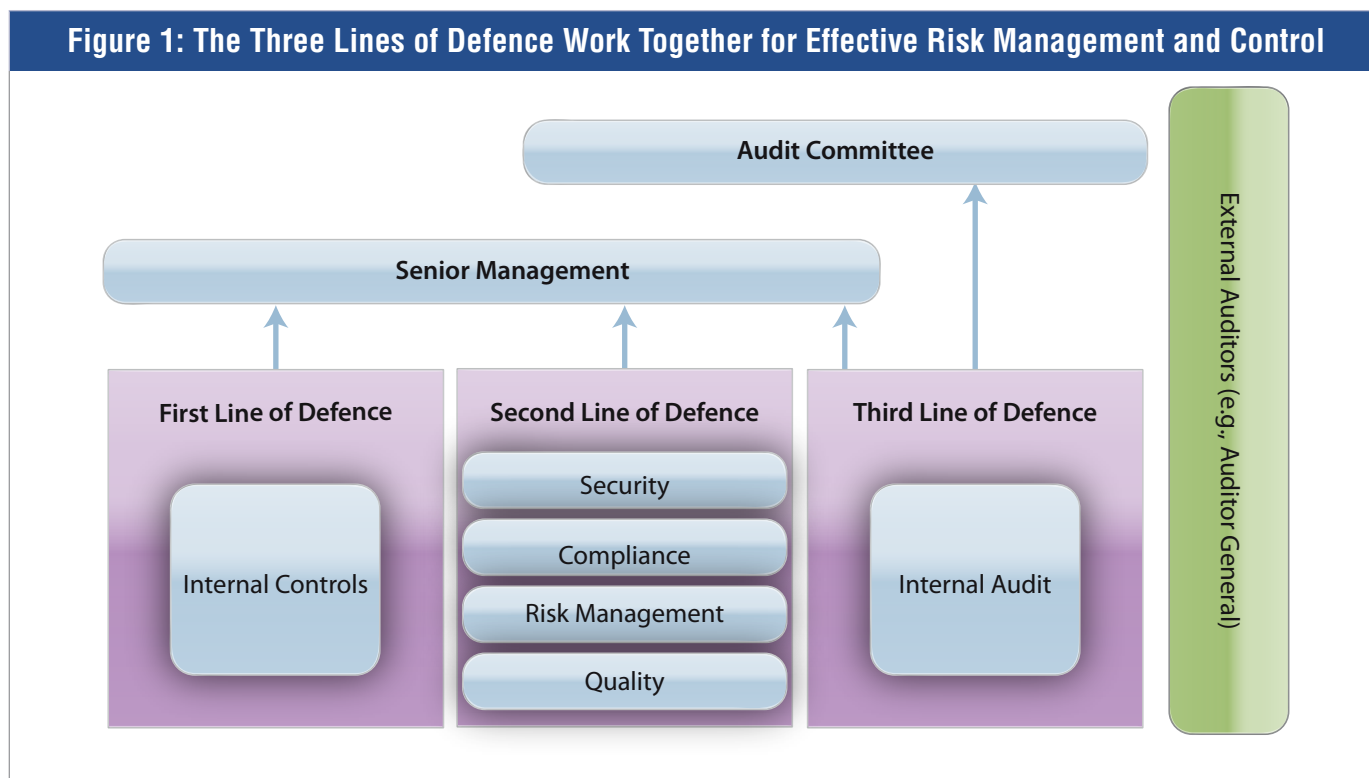 Figure 1: The Three Lines of Defence Work Together for Effective Risk Management and Control
Audit Committee
Senior Management
First Line of Defence
Internal Controls
Second Line of Defence
Security
Compliance
Risk Management
Quality
Third Line of Defence
Internal Audit
External Auditors (e.g., Auditor General)